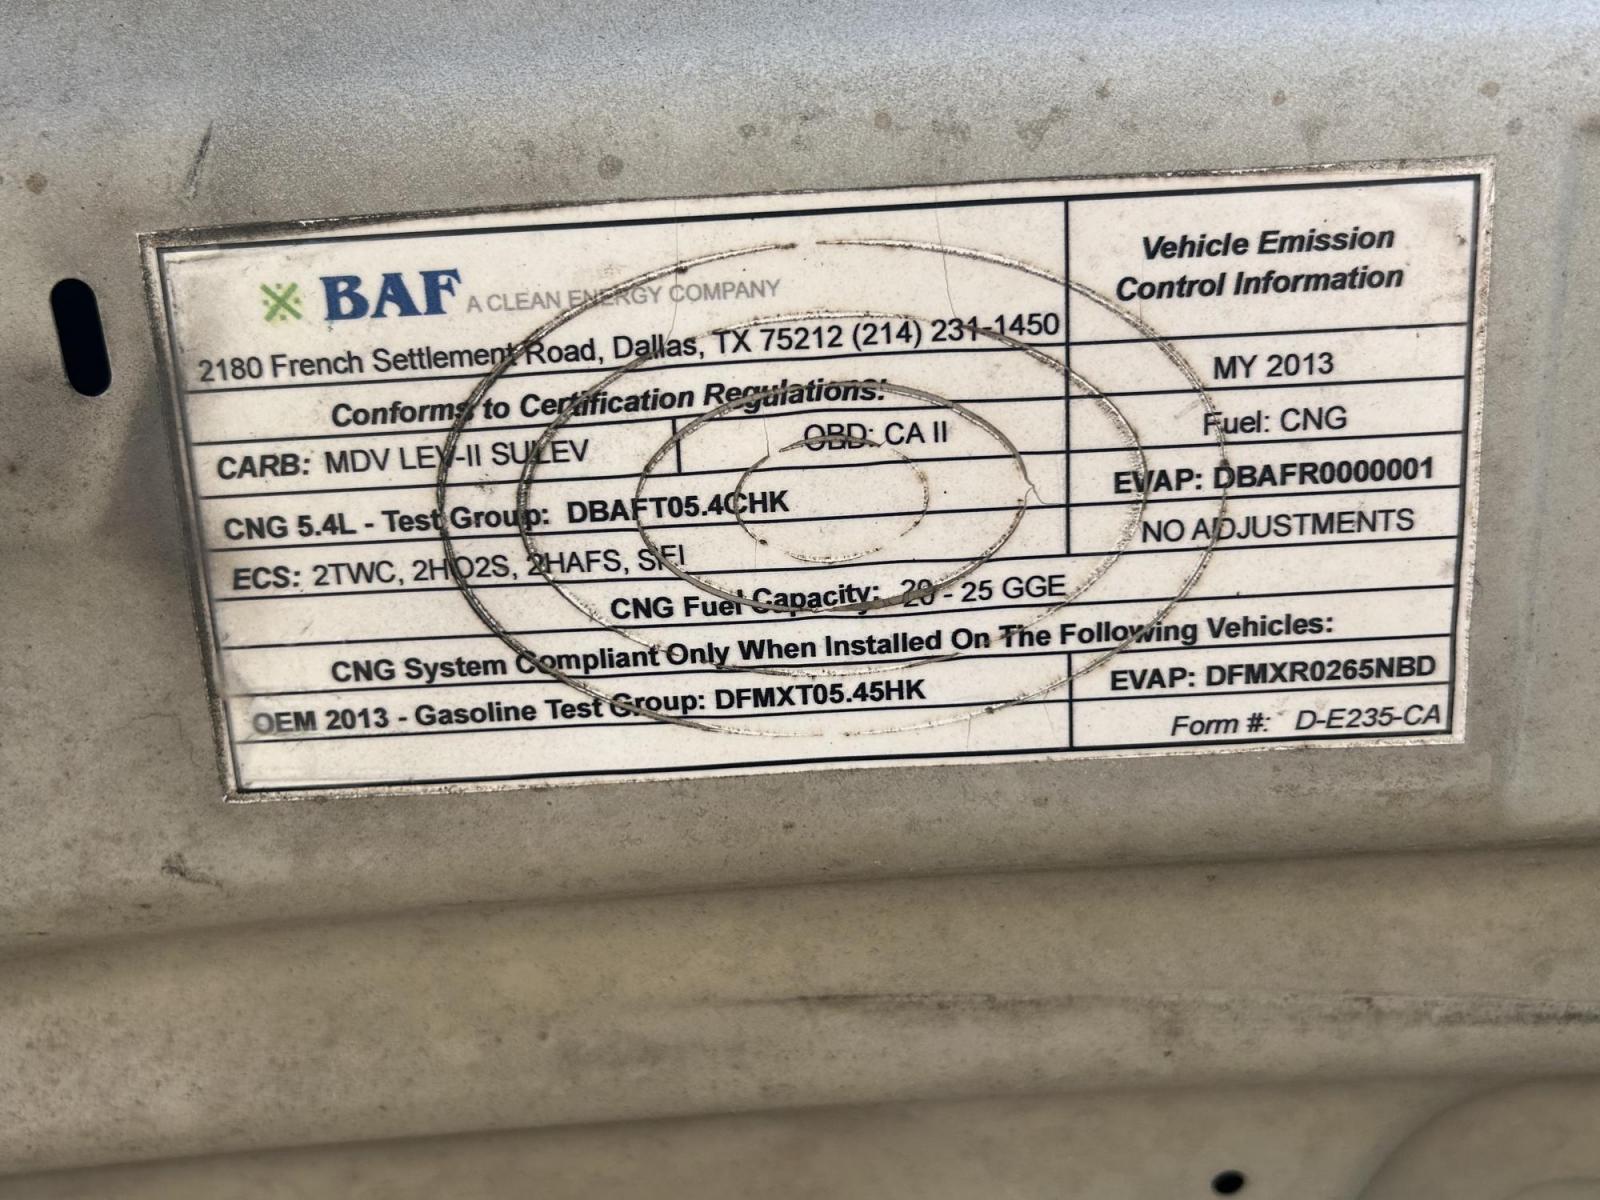 BAF A CLEAN ENERGY COMPANY
2180 French Settlement Road, Dallas, TX 75212 (214) 231-1450
Vehicle Emission
Control Information
Conforms to Certification Regulations:
MY 2013
CARB: MDV LEV-II SULEV OBD: CA II
Fuel: CNG
CNG 5.4L - Test Group: DBAFT05.4CHK
EVAP: DBAFR0000001
ECS: 2TWC, 2HO2S, 2HAFS, SFI
NO ADJUSTMENTS
CNG Fuel Capacity: 20 - 25 GGE
CNG System Compliant Only When Installed On The Following Vehicles:
OEM 2013 - Gasoline Test Group: DFMXT05.45HK
EVAP: DFMXR0265NBD
Form #: D-E235-CA